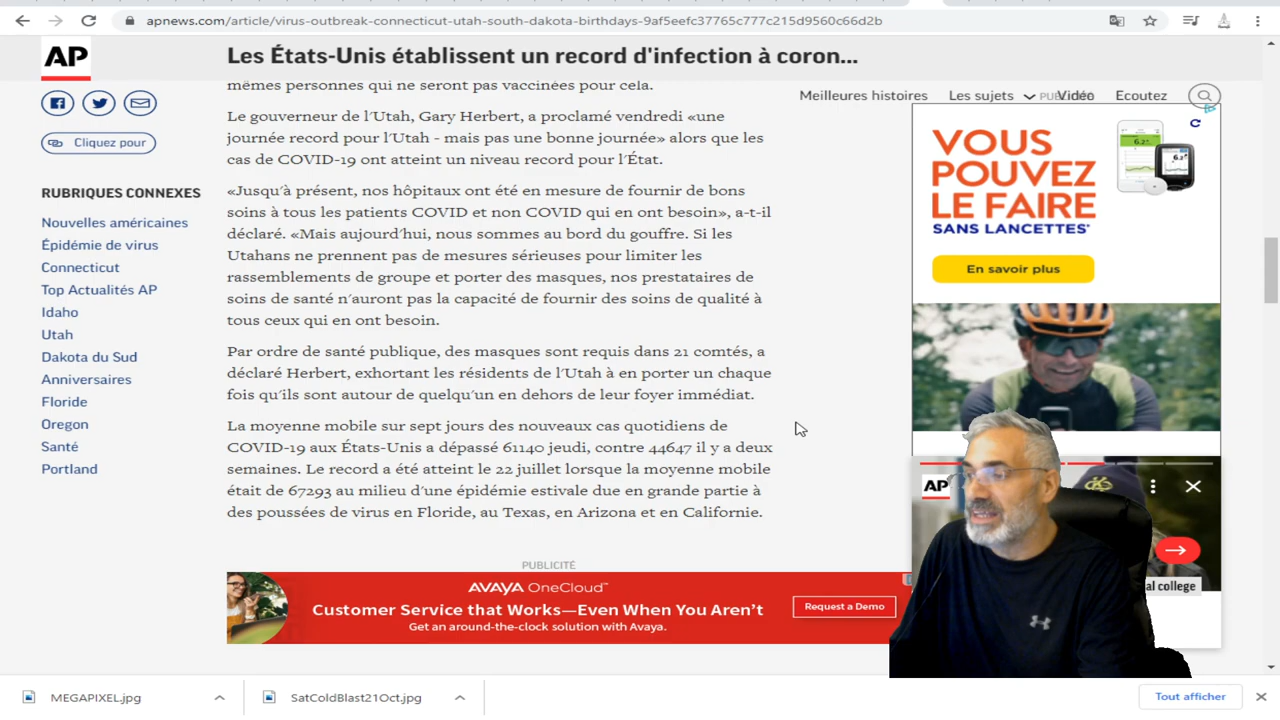 apnews.com/article/virus-outbreak-connecticut-utah-south-dakota-birthdays-9af5eefc37765c777c215d9560c66d2b
AP
Les États-Unis établissent un record d'infection à coron...
Meilleures histoires
Les sujets
PUBLICITÉ
Vidéo
Ecoutez
Cliquez pour
RUBRIQUES CONNEXES
Nouvelles américaines
Épidémie de virus
Connecticut
Top Actualités AP
Idaho
Utah
Dakota du Sud
Anniversaires
Floride
Oregon
Santé
Portland
mêmes personnes qui ne seront pas vaccinées pour cela.
Le gouverneur de l'Utah, Gary Herbert, a proclamé vendredi «une
journée record pour l'Utah - mais pas une bonne journée» alors que les
cas de COVID-19 ont atteint un niveau record pour l'État.
«Jusqu'à présent, nos hôpitaux ont été en mesure de fournir de bons
soins à tous les patients COVID et non COVID qui en ont besoin», a-t-il
déclaré. «Mais aujourd'hui, nous sommes au bord du gouffre. Si les
Utahans ne prennent pas de mesures sérieuses pour limiter les
rassemblements de groupe et porter des masques, nos prestataires de
soins de santé n'auront pas la capacité de fournir des soins de qualité à
tous ceux qui en ont besoin.
Par ordre de santé publique, des masques sont requis dans 21 comtés, a
déclaré Herbert, exhortant les résidents de l'Utah à en porter un chaque
fois qu'ils sont autour de quelqu'un en dehors de leur foyer immédiat.
La moyenne mobile sur sept jours des nouveaux cas quotidiens de
COVID-19 aux États-Unis a dépassé 61140 jeudi, contre 44647 il y a deux
semaines. Le record a été atteint le 22 juillet lorsque la moyenne mobile
était de 67293 au milieu d'une épidémie estivale due en grande partie à
des poussées de virus en Floride, au Texas, en Arizona et en Californie.
VOUS
POUVEZ
LE FAIRE
SANS LANCETTES*
En savoir plus
6.2
6.2
AP
al college
PUBLICITÉ
AVAYA OneCloud™
Customer Service that Works—Even When You Aren't
Get an around-the-clock solution with Avaya.
Request a Demo
MEGAPIXEL.jpg
SatColdBlast21Oct.jpg
Tout afficher